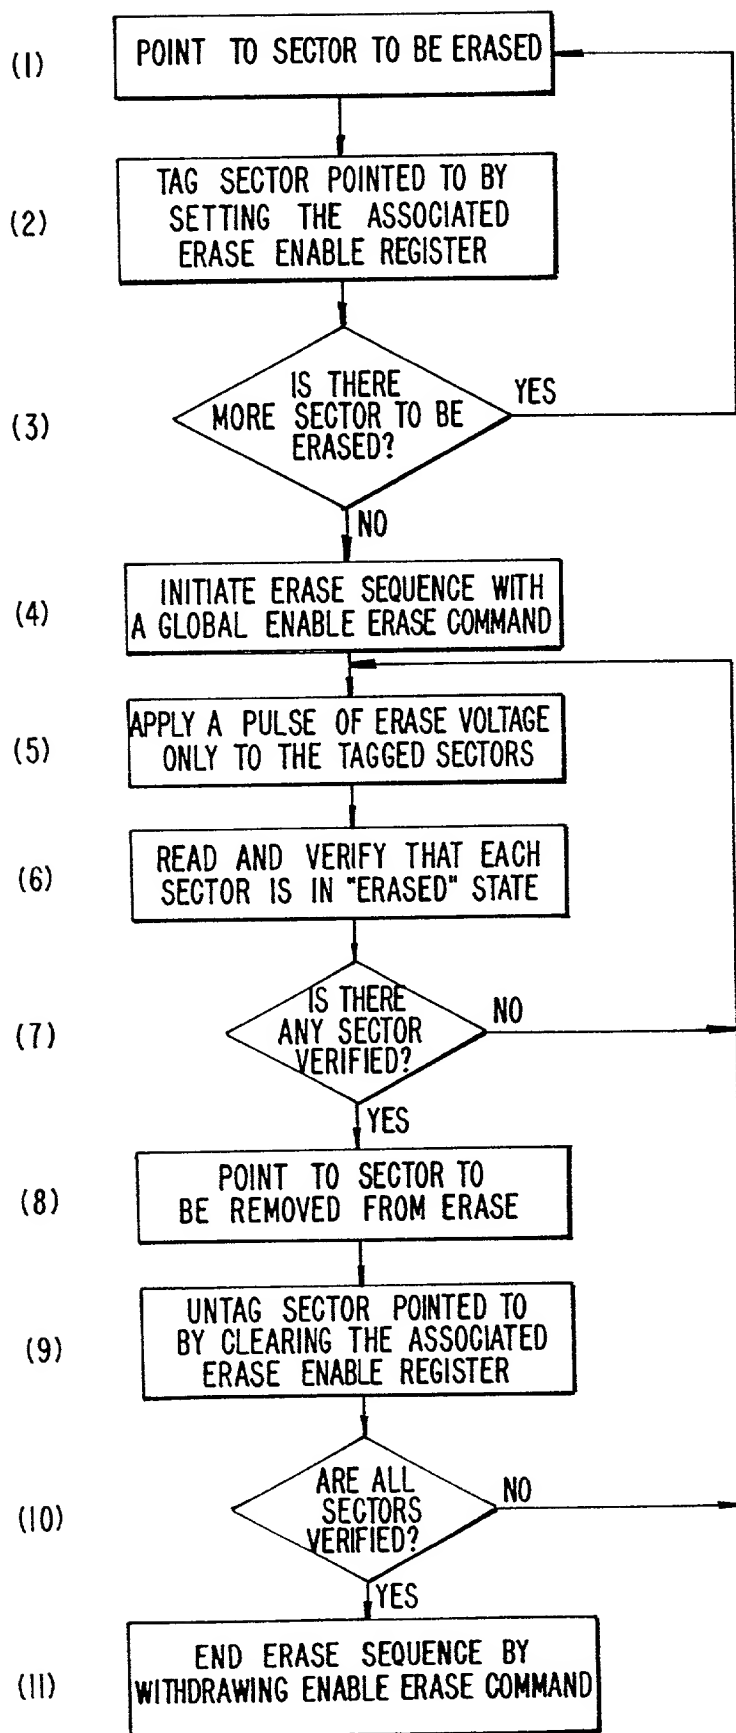 (1)
POINT TO SECTOR TO BE ERASED
(2)
TAG SECTOR POINTED TO BY
SETTING THE ASSOCIATED
ERASE ENABLE REGISTER
(3)
IS THERE
MORE SECTOR TO BE
ERASED?
YES
NO
(4)
INITIATE ERASE SEQUENCE WITH
A GLOBAL ENABLE ERASE COMMAND
(5)
APPLY A PULSE OF ERASE VOLTAGE
ONLY TO THE TAGGED SECTORS
(6)
READ AND VERIFY THAT EACH
SECTOR IS IN "ERASED" STATE
(7)
IS THERE
ANY SECTOR
VERIFIED?
NO
YES
(8)
POINT TO SECTOR TO
BE REMOVED FROM ERASE
(9)
UNTAG SECTOR POINTED TO
BY CLEARING THE ASSOCIATED
ERASE ENABLE REGISTER
(10)
ARE ALL
SECTORS
VERIFIED?
NO
YES
(11)
END ERASE SEQUENCE BY
WITHDRAWING ENABLE ERASE COMMAND